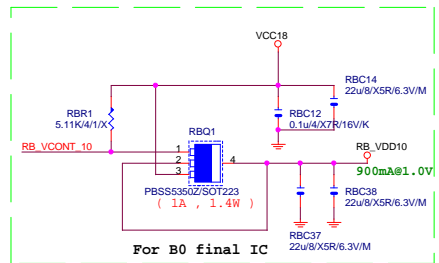 VCC18
RBC14
22u/8/X5R/6.3V/M
RBR1
5.11K/4/1/X
RBQ1
RBC12
0.1u/4/X7R/16V/K
RB_VCONT_10
1
2
3
4
RB_VDD10
900mA@1.0V
PBSS5350Z/SOT223
( 1A , 1.4W )
RBC38
22u/8/X5R/6.3V/M
RBC37
22u/8/X5R/6.3V/M
For B0 final IC